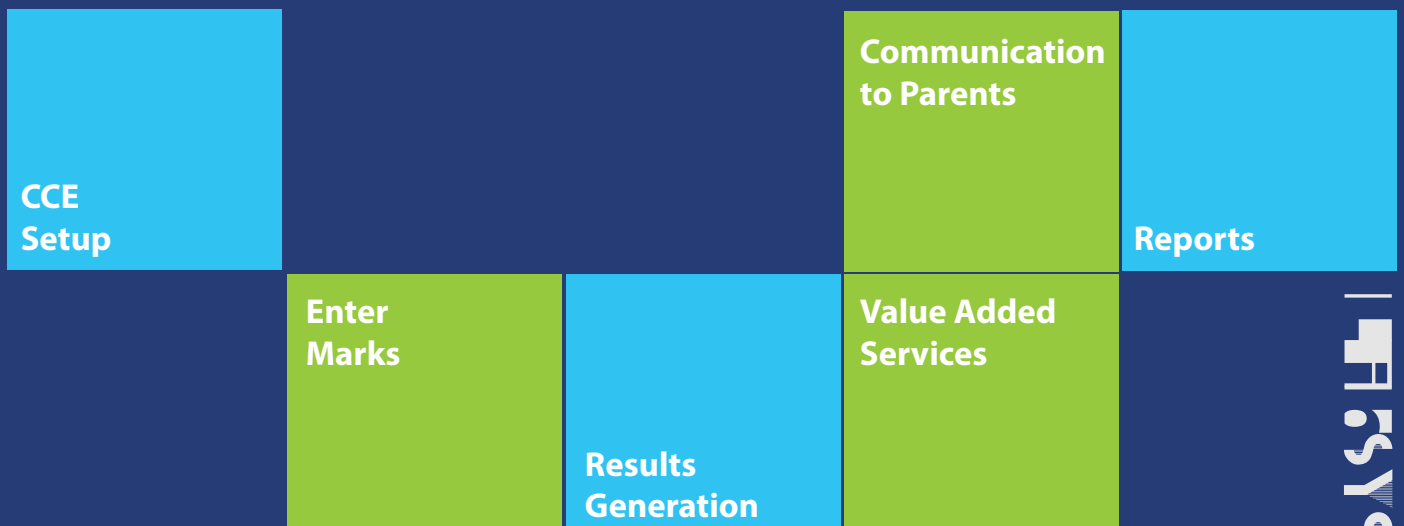 CCE
Setup
Communication
to Parents
Reports
Enter
Marks
Results
Generation
Value Added
Services